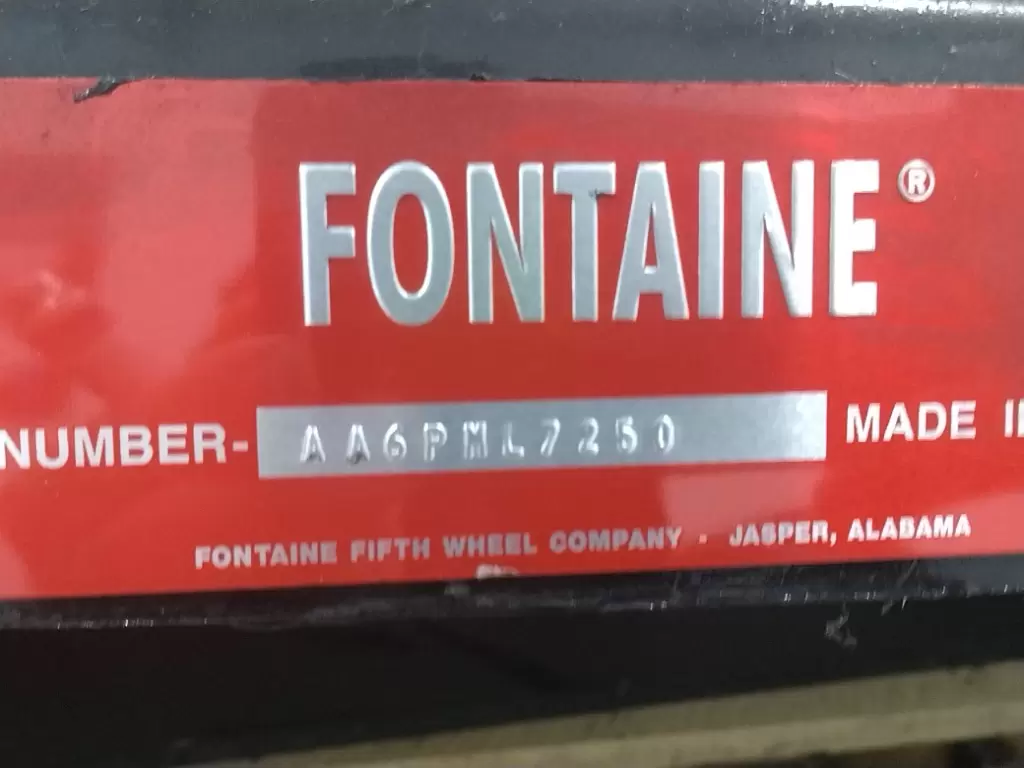 FONTAINE®
NUMBER- AA6PML7250 MADE I
FONTAINE FIFTH WHEEL COMPANY - JASPER, ALABAMA